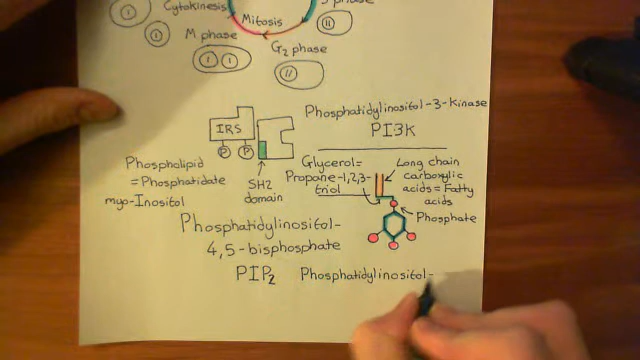 Cytokinesis
S phase
Mitosis
M phase
G2 phase
Phosphatidylinositol-3-kinase
PI3K
IRS
P P
SH2
domain
Phospholipid
= Phosphatidate
myo-Inositol
Glycerol =
Propane-1,2,3-
triol
Long chain
carboxylic
acids = Fatty
acids
Phosphate
Phosphatidylinositol-
4,5-bisphosphate
PIP2 Phosphatidylinositol-